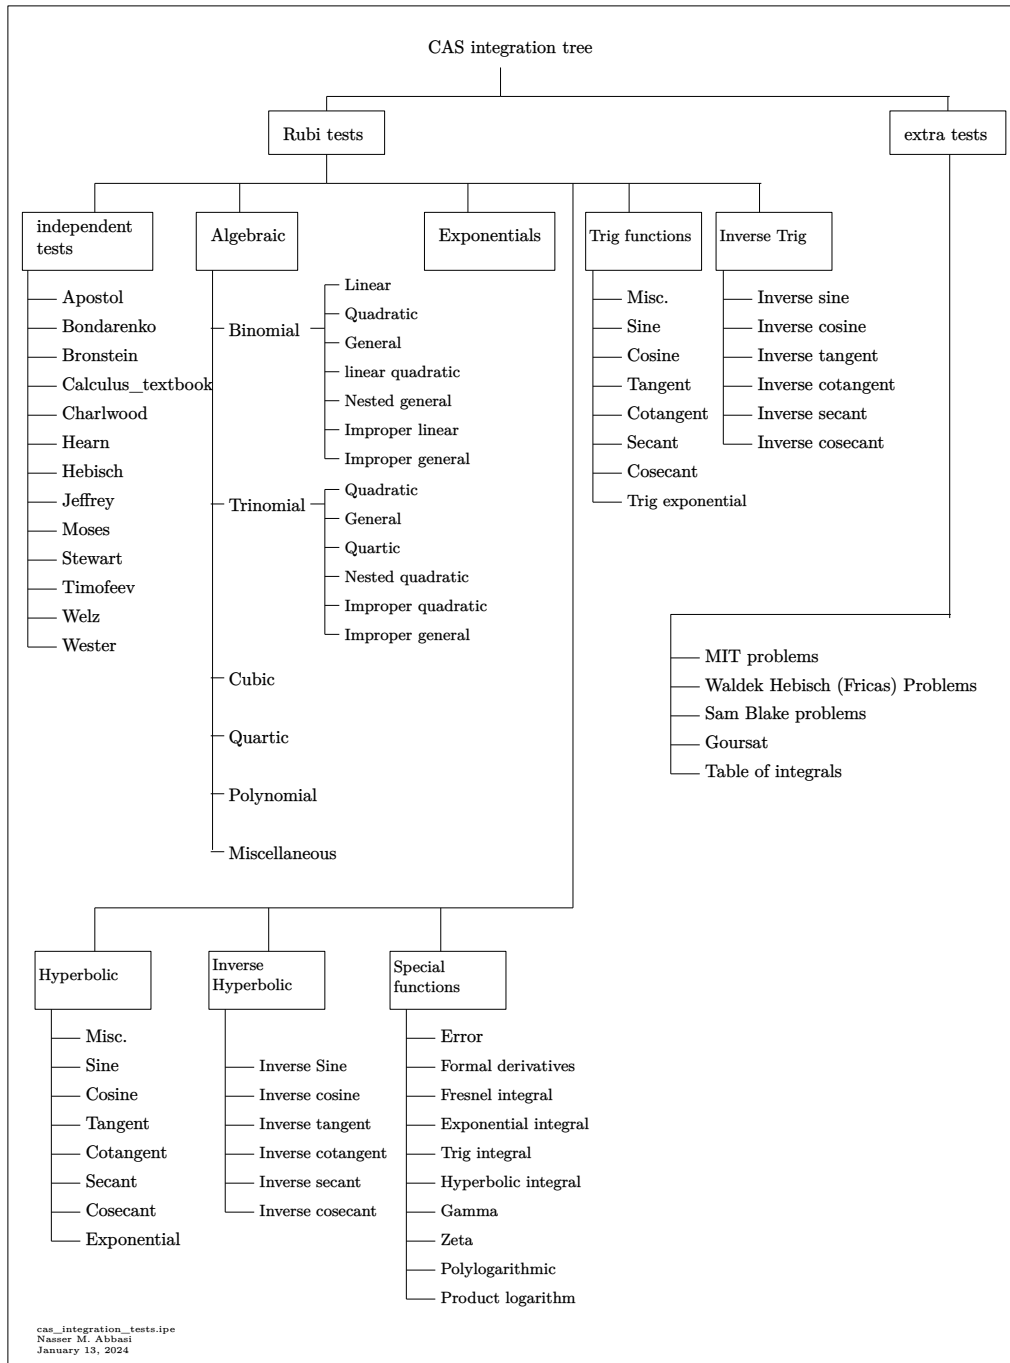 CAS integration tree
Rubi tests
extra tests
independent
tests
Algebraic
Exponentials
Trig functions
Inverse Trig
Apostol
Bondarenko
Bronstein
Calculus_textbook
Charlwood
Hearn
Hebisch
Jeffrey
Moses
Stewart
Timofeev
Welz
Wester
Binomial
Linear
Quadratic
General
linear quadratic
Nested general
Improper linear
Improper general
Trinomial
Quadratic
General
Quartic
Nested quadratic
Improper quadratic
Improper general
Cubic
Quartic
Polynomial
Miscellaneous
Misc.
Sine
Cosine
Tangent
Cotangent
Secant
Cosecant
Trig exponential
Inverse sine
Inverse cosine
Inverse tangent
Inverse cotangent
Inverse secant
Inverse cosecant
MIT problems
Waldek Hebisch (Fricas) Problems
Sam Blake problems
Goursat
Table of integrals
Hyperbolic
Misc.
Sine
Cosine
Tangent
Cotangent
Secant
Cosecant
Exponential
Inverse
Hyperbolic
Inverse Sine
Inverse cosine
Inverse tangent
Inverse cotangent
Inverse secant
Inverse cosecant
Special
functions
Error
Formal derivatives
Fresnel integral
Exponential integral
Trig integral
Hyperbolic integral
Gamma
Zeta
Polylogarithmic
Product logarithm
cas_integration_tests.ipe
Nasser M. Abbasi
January 13, 2024